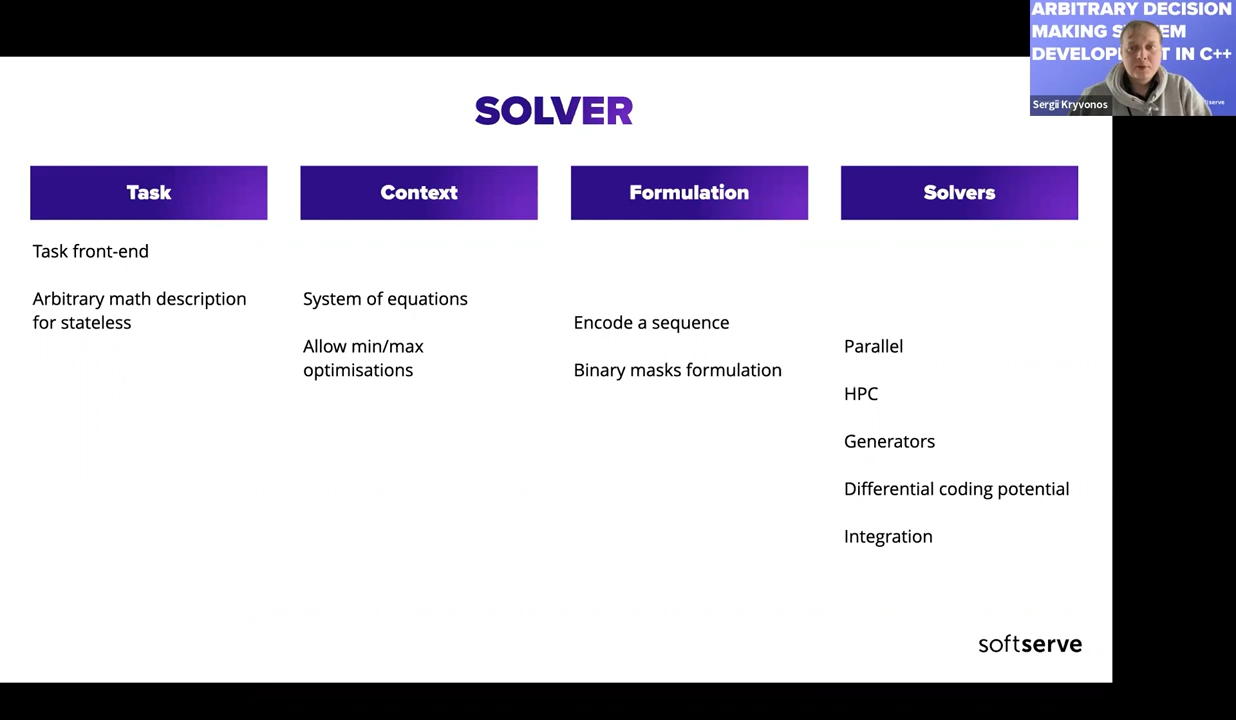 ARBITRARY DECISION
MAKING S EM
DEVELOP T IN C++
Sergii Kryvonos
SOLVER
Task
Context
Formulation
Solvers
Task front-end
Arbitrary math description
for stateless
System of equations
Allow min/max
optimisations
Encode a sequence
Binary masks formulation
Parallel
HPC
Generators
Differential coding potential
Integration
softserve